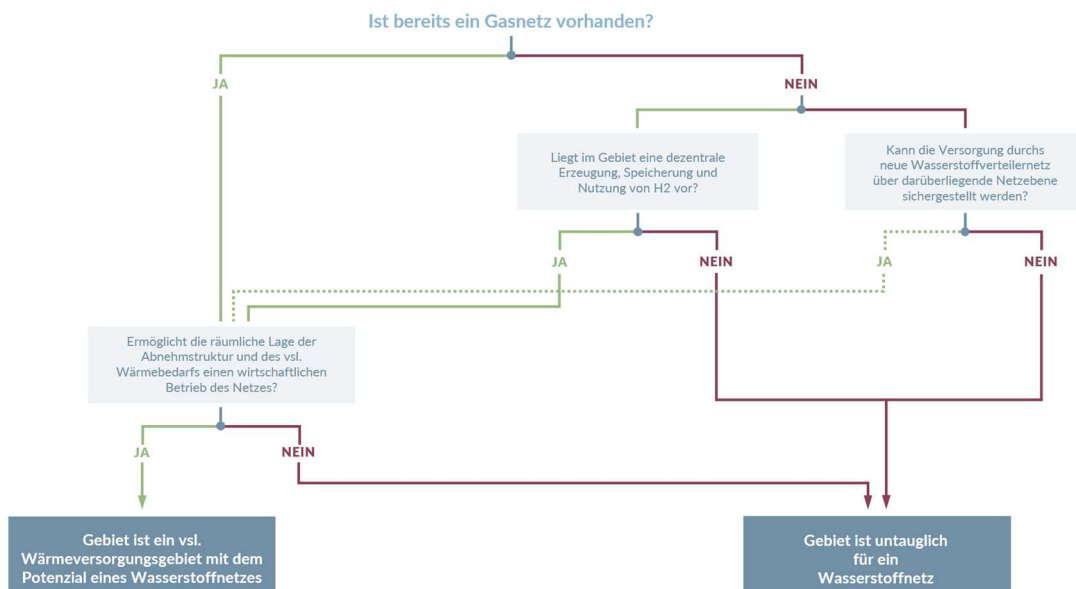 Ist bereits ein Gasnetz vorhanden?
JA
NEIN
Liegt im Gebiet eine dezentrale
Erzeugung, Speicherung und
Nutzung von H2 vor?
Kann die Versorgung durchs
neue Wasserstoffverteilernetz
über darüberliegende Netzebene
sichergestellt werden?
JA
NEIN
JA
NEIN
Ermöglicht die räumliche Lage der
Abnehmstruktur und des vsl.
Wärmebedarfs einen wirtschaftlichen
Betrieb des Netzes?
JA
NEIN
Gebiet ist ein vsl.
Wärmeversorgungsgebiet mit dem
Potenzial eines Wasserstoffnetzes
Gebiet ist untauglich
für ein
Wasserstoffnetz